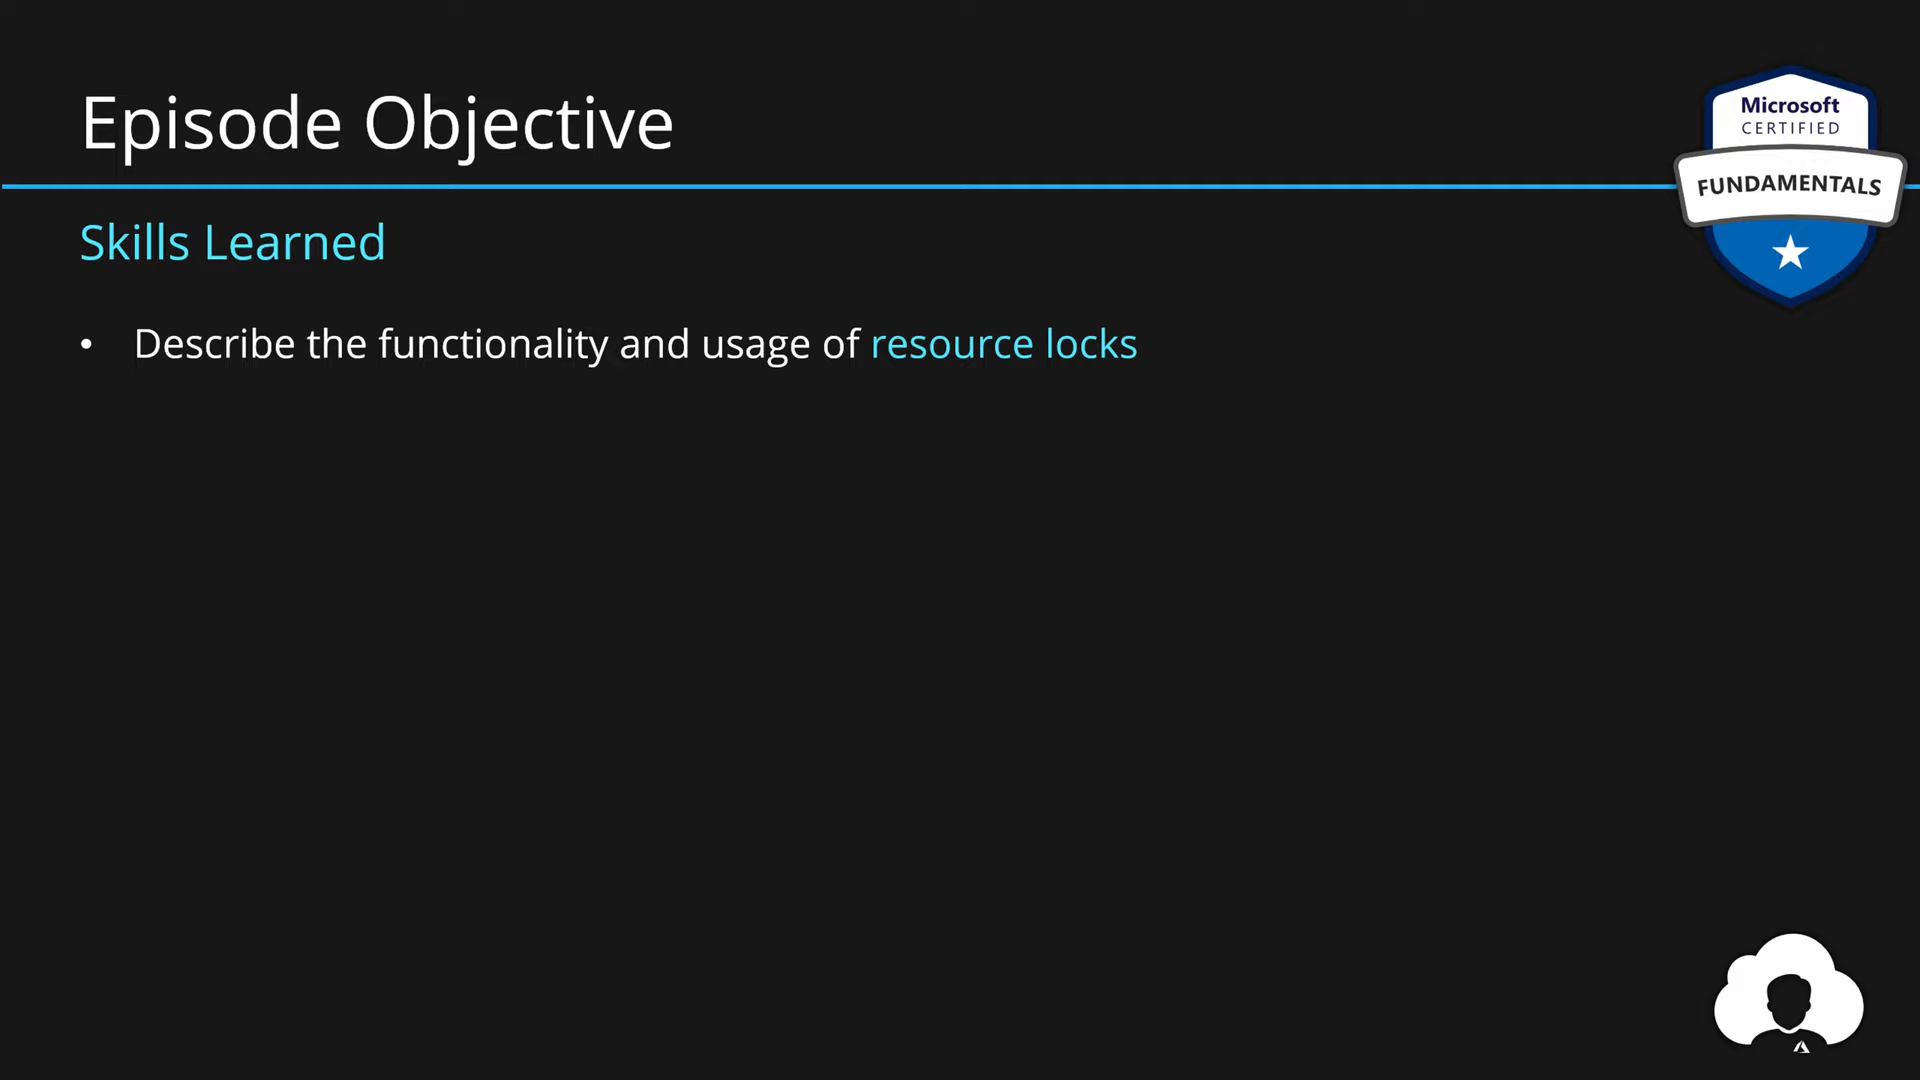 Episode Objective
Microsoft
CERTIFIED
FUNDAMENTALS
Skills Learned
• Describe the functionality and usage of resource locks